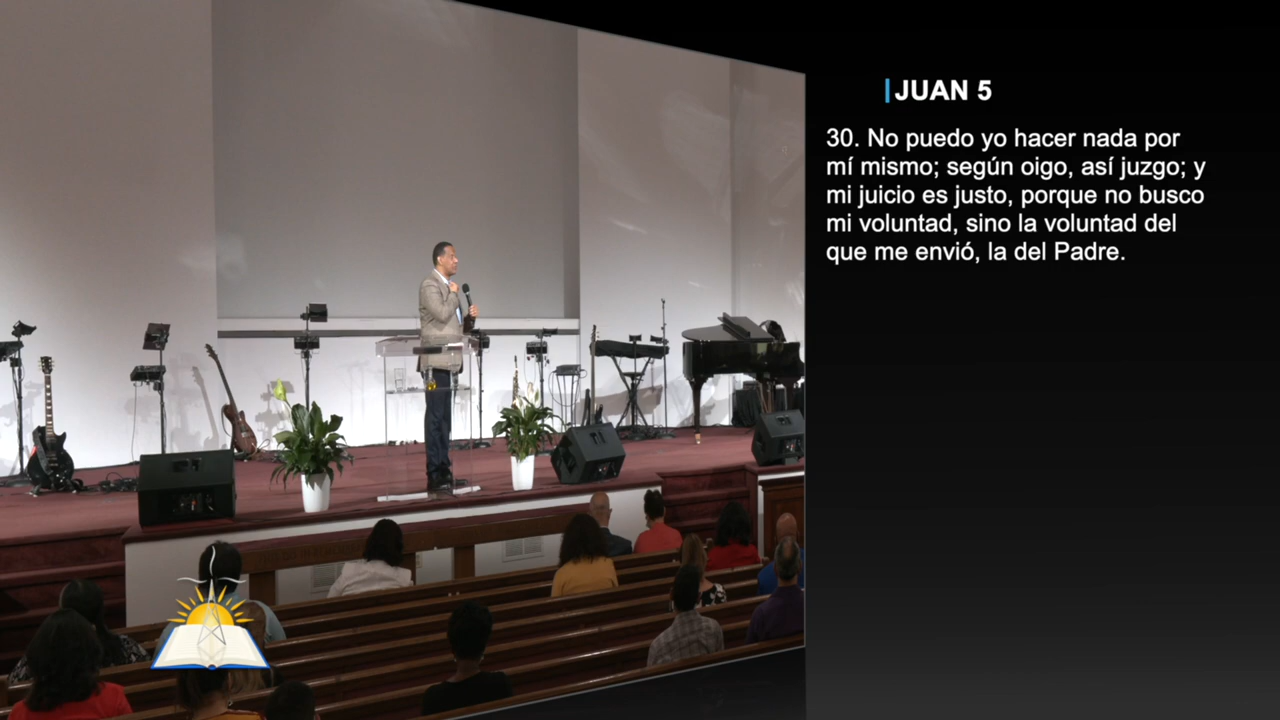 JUAN 5
30. No puedo yo hacer nada por
mí mismo; según oigo, así juzgo; y
mi juicio es justo, porque no busco
mi voluntad, sino la voluntad del
que me envió, la del Padre.